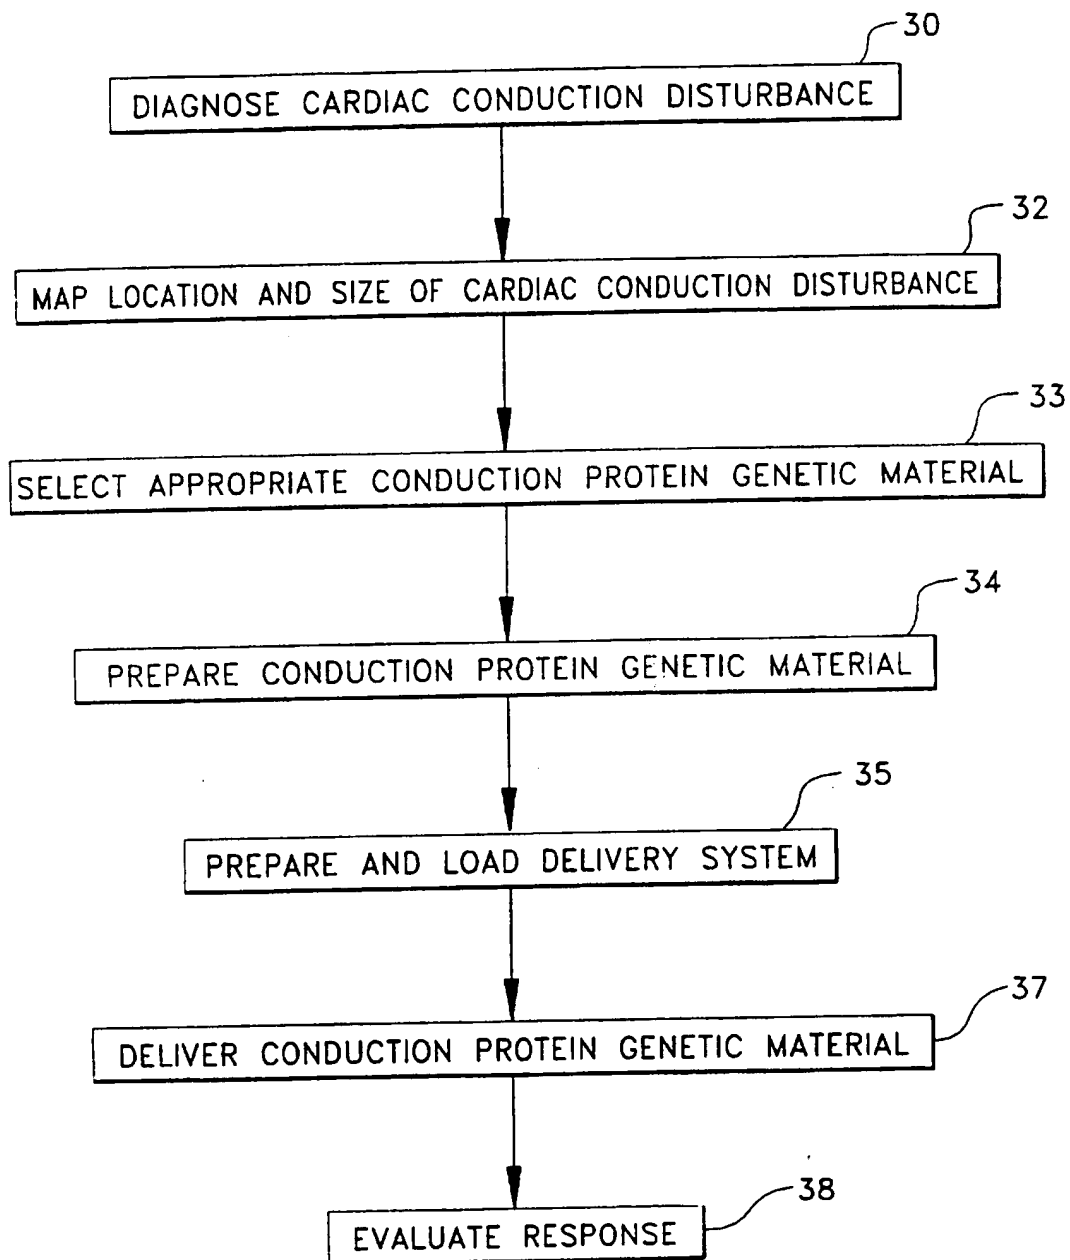 30
DIAGNOSE CARDIAC CONDUCTION DISTURBANCE
32
MAP LOCATION AND SIZE OF CARDIAC CONDUCTION DISTURBANCE
33
SELECT APPROPRIATE CONDUCTION PROTEIN GENETIC MATERIAL
34
PREPARE CONDUCTION PROTEIN GENETIC MATERIAL
35
PREPARE AND LOAD DELIVERY SYSTEM
37
DELIVER CONDUCTION PROTEIN GENETIC MATERIAL
38
EVALUATE RESPONSE